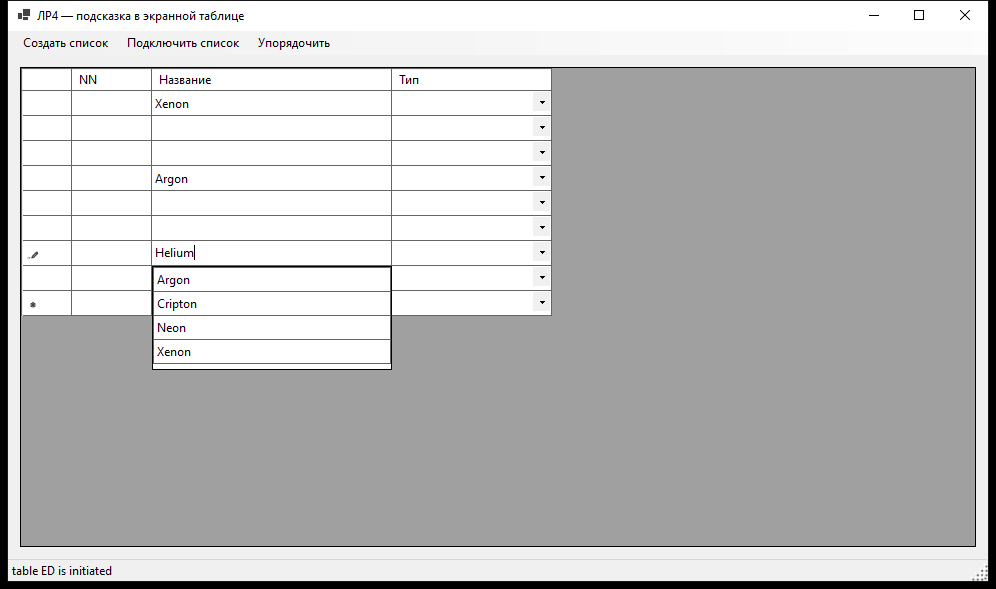 ЛР4 — подсказка в экранной таблице
Создать список Подключить список Упорядочить
NN Название Тип
Xenon
Argon
Helium
Argon
Cripton
Neon
Xenon
table ED is initiated